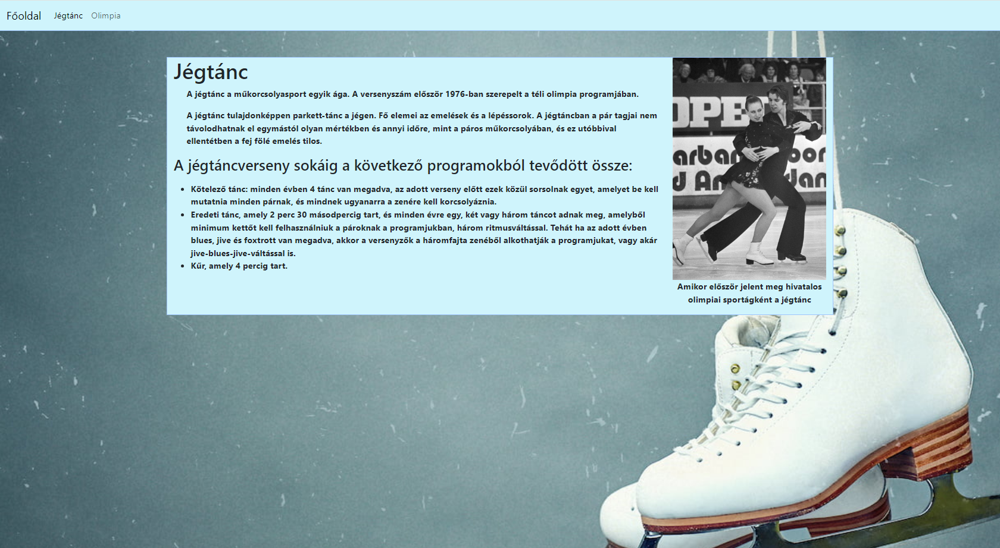 Főoldal Jégtánc Olimpia
Jégtánc
A jégtánc a műkorcsolyasport egyik ága. A versenyszám először 1976-ban szerepelt a téli olimpia programjában.
A jégtánc tulajdonképpen parkett-tánc a jégen. Fő elemei az emelések és a lépéssorok. A jégtáncban a pár tagjai nem
távolodhatnak el egymástól olyan mértékben és annyi időre, mint a páros műkorcsolyában, és ez utóbbival
ellentétben a fej fölé emelés tilos.
A jégtáncverseny sokáig a következő programokból tevődött össze:
Kötelező tánc: minden évben 4 tánc van megadva, az adott verseny előtt ezek közül sorsolnak egyet, amelyet be kell
mutatnia minden párnak, és mindnek ugyanarra a zenére kell korcsolyáznia.
Eredeti tánc, amely 2 perc 30 másodpercig tart, és minden évre egy, két vagy három táncot adnak meg, amelyből
minimum kettőt kell felhasználniuk a pároknak a programjukban, három ritmusváltással. Tehát ha az adott évben
blues, jive és foxtrott van megadva, akkor a versenyzők a háromfajta zenéből alkothatják a programjukat, vagy akár
jive-blues-jive-váltással is.
Kűr, amely 4 percig tart.
OPE
arban
oor
d An
dan
Amikor először jelent meg hivatalos
olimpiai sportágként a jégtánc